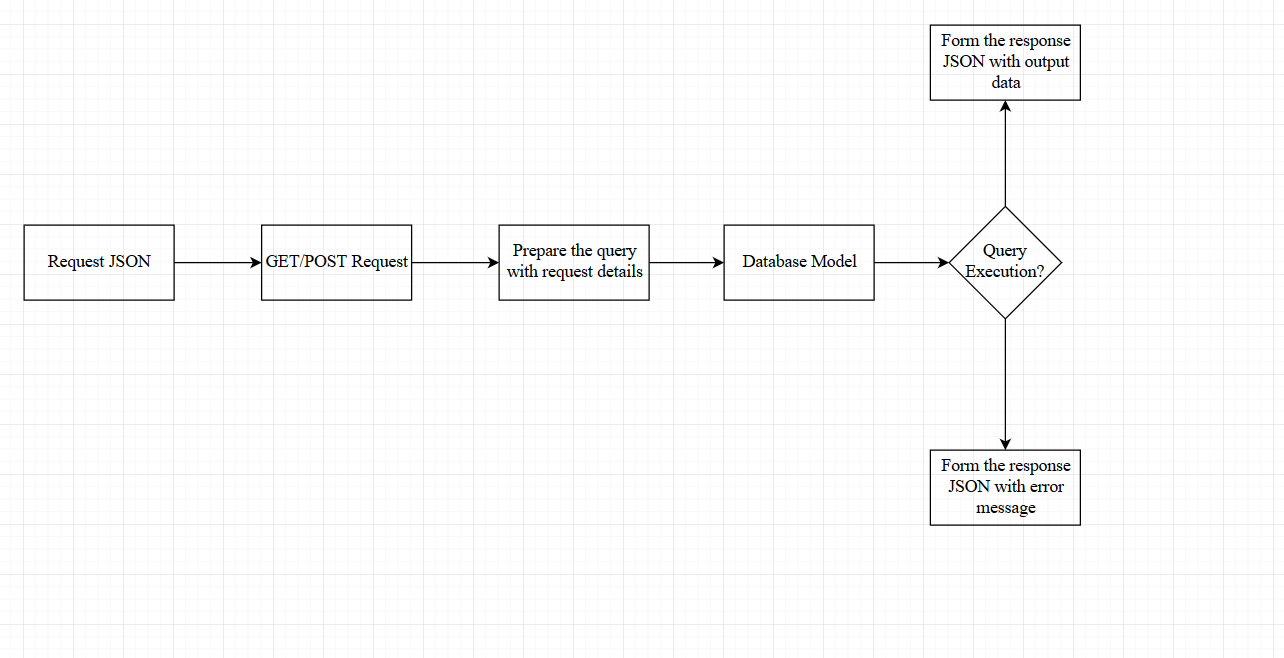 Form the response
JSON with output
data
Request JSON
GET/POST Request
Prepare the query
with request details
Database Model
Query
Execution?
Form the response
JSON with error
message